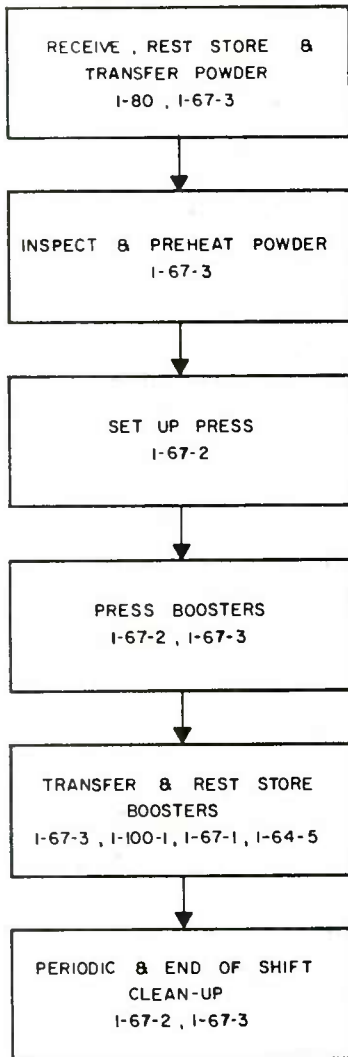 RECEIVE, REST STORE &
TRANSFER POWDER
1-80, 1-67-3
INSPECT & PREHEAT POWDER
1-67-3
SET UP PRESS
1-67-2
PRESS BOOSTERS
1-67-2, 1-67-3
TRANSFER & REST STORE
BOOSTERS
1-67-3, 1-100-1, 1-67-1, 1-64-5
PERIODIC & END OF SHIFT
CLEAN-UP
1-67-2, 1-67-3